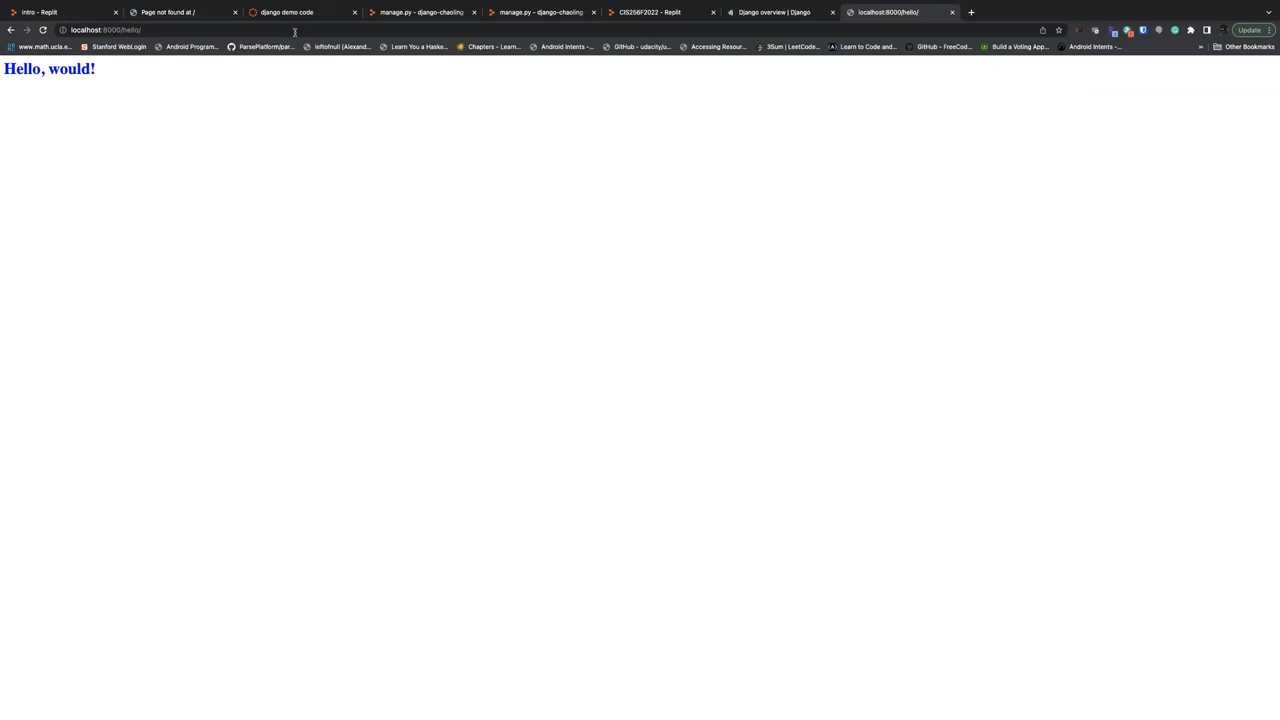 intro - Replit
Page not found at /
django demo code
manage.py - django-chaoling
manage.py - django-chaoling
CIS256F2022 - Replit
Django overview | Django
localhost:8000/hello/
localhost:8000/hello/
Update
www.math.ucla.e...
Stanford WebLogin
Android Program...
ParsePlatform/par...
leftofnull (Alexand...
Learn You a Haske...
Chapters – Learn...
Android Intents -...
GitHub - udacity/u...
Accessing Resour...
3Sum | LeetCode...
Learn to Code and...
GitHub - FreeCod...
Build a Voting App...
Android Intents -...
Other Bookmarks
Hello, would!